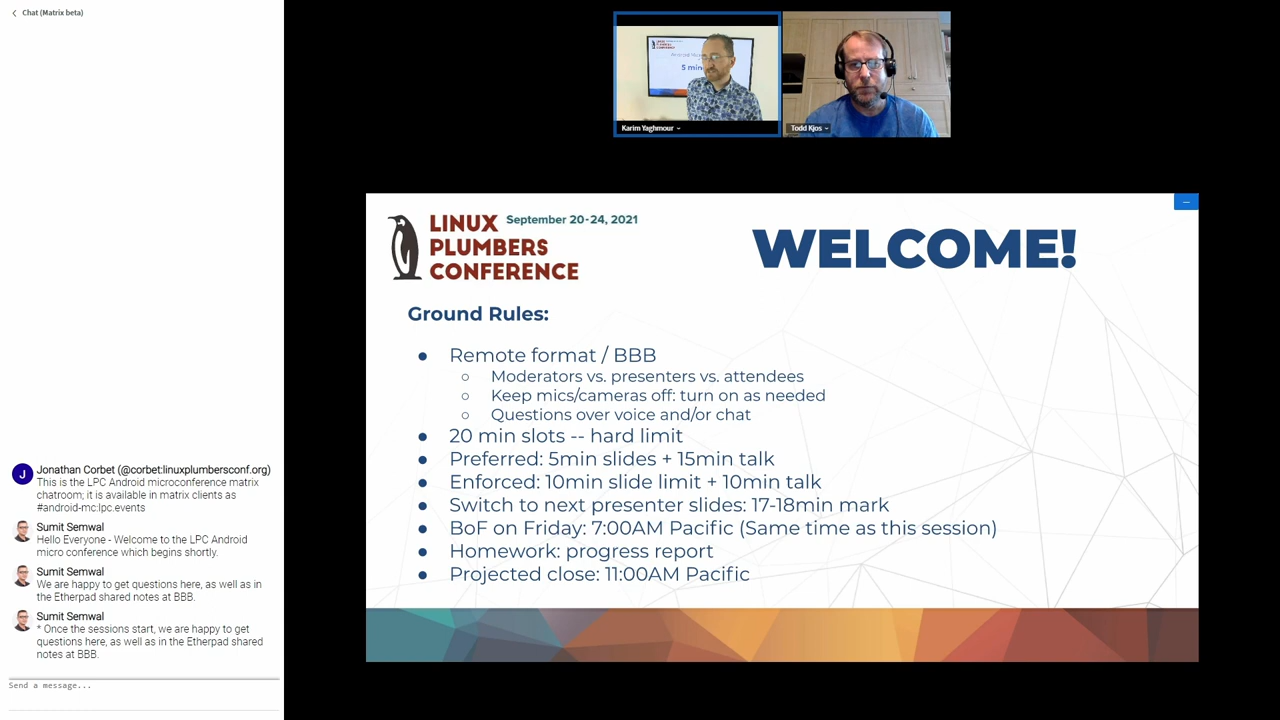 Chat (Matrix beta)
Jonathan Corbet (@corbet:linuxplumbersconf.org)
This is the LPC Android microconference matrix
chatroom; it is available in matrix clients as
#android-mc:lpc.events
Sumit Semwal
Hello Everyone - Welcome to the LPC Android
micro conference which begins shortly.
Sumit Semwal
We are happy to get questions here, as well as in
the Etherpad shared notes at BBB.
Sumit Semwal
* Once the sessions start, we are happy to get
questions here, as well as in the Etherpad shared
notes at BBB.
Send a message...
5 min
Karim Yaghmour
Todd Kjos
LINUX September 20-24, 2021
PLUMBERS
CONFERENCE
WELCOME!
Ground Rules:
● Remote format / BBB
○ Moderators vs. presenters vs. attendees
○ Keep mics/cameras off: turn on as needed
○ Questions over voice and/or chat
● 20 min slots -- hard limit
● Preferred: 5min slides + 15min talk
● Enforced: 10min slide limit + 10min talk
● Switch to next presenter slides: 17-18min mark
● BoF on Friday: 7:00AM Pacific (Same time as this session)
● Homework: progress report
● Projected close: 11:00AM Pacific